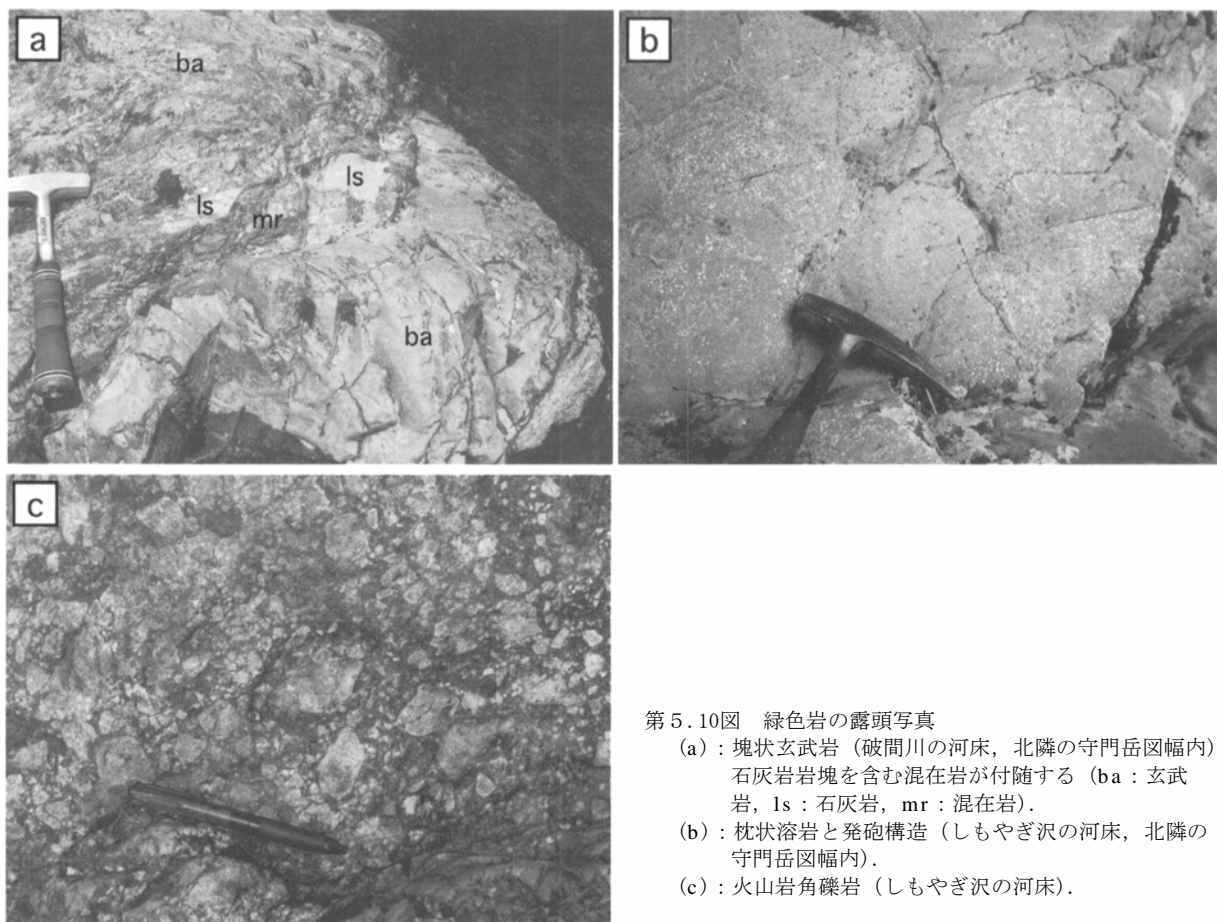 a
ba
ls
ls
mr
ba
b
c
第5.10図　緑色岩の露頭写真
(a)：塊状玄武岩（破間川の河床，北隣の守門岳図幅内）
石灰岩岩塊を含む混在岩が付随する（ba：玄武
岩，ls：石灰岩，mr：混在岩）．
(b)：枕状溶岩と発砲構造（しもやぎ沢の河床，北隣の
守門岳図幅内）．
(c)：火山岩角礫岩（しもやぎ沢の河床）．